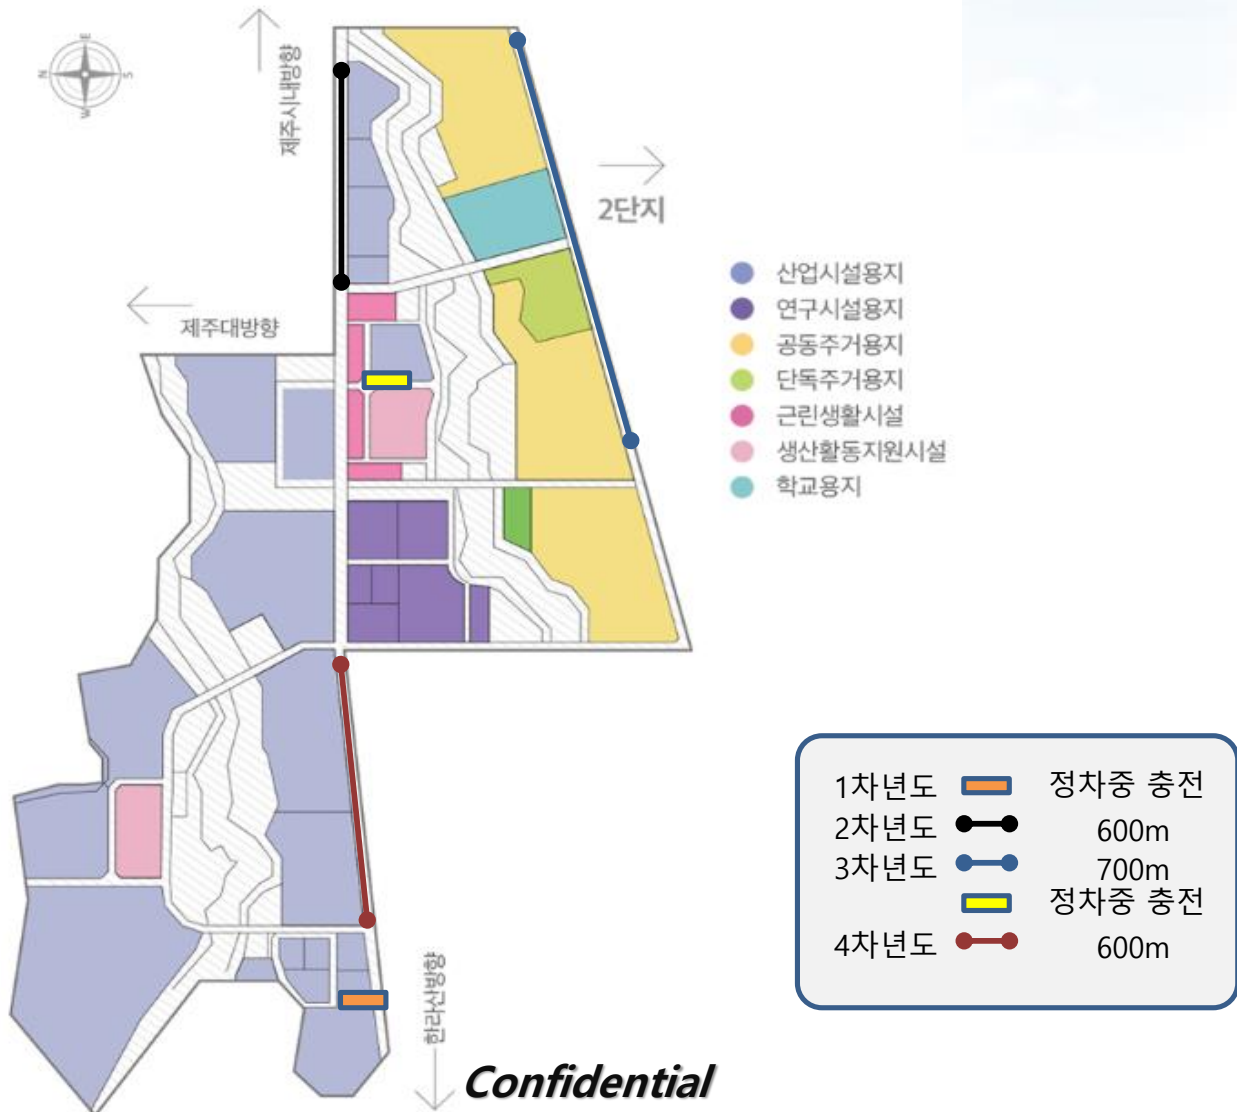 E
N
S
W
제주시내방향
2단지
제주대방향
산업시설용지
연구시설용지
공동주거용지
단독주거용지
근린생활시설
생산활동지원시설
학교용지
1차년도 정차중 충전
2차년도 600m
3차년도 700m
정차중 충전
4차년도 600m
한라산방향
Confidential